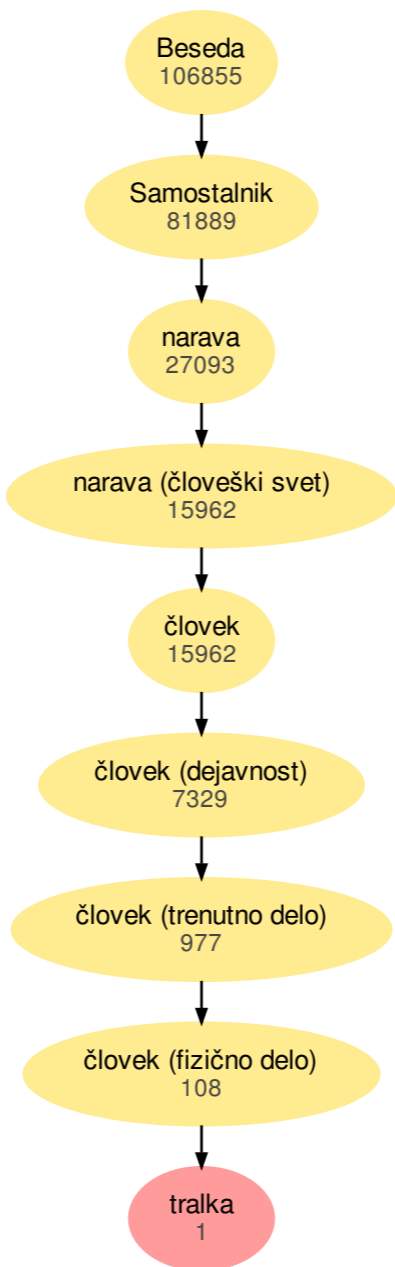 Beseda
106855
Samostalnik
81889
narava
27093
narava (človeški svet)
15962
človek
15962
človek (dejavnost)
7329
človek (trenutno delo)
977
človek (fizično delo)
108
tralka
1